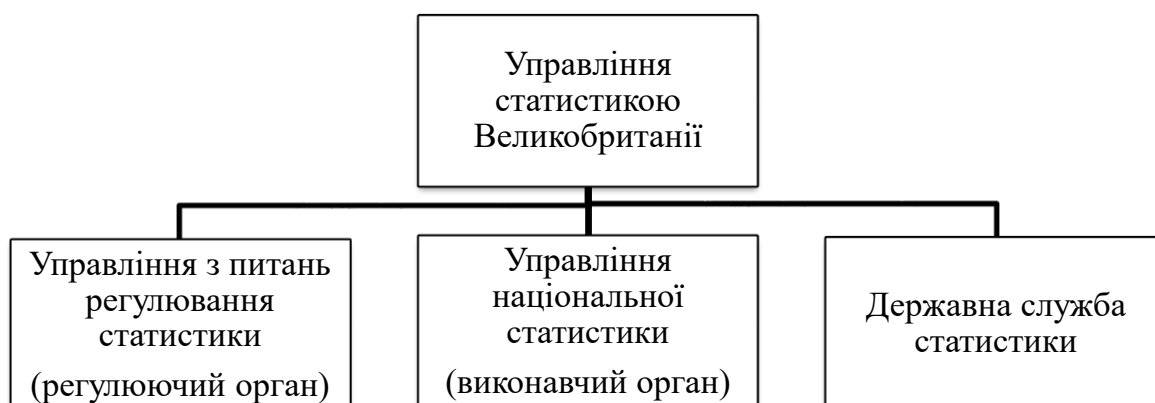 Управління
статистикою
Великобританії
Управління з питань
регулювання
статистики
(регулюючий орган)
Управління
національної
статистики
(виконавчий орган)
Державна служба
статистики